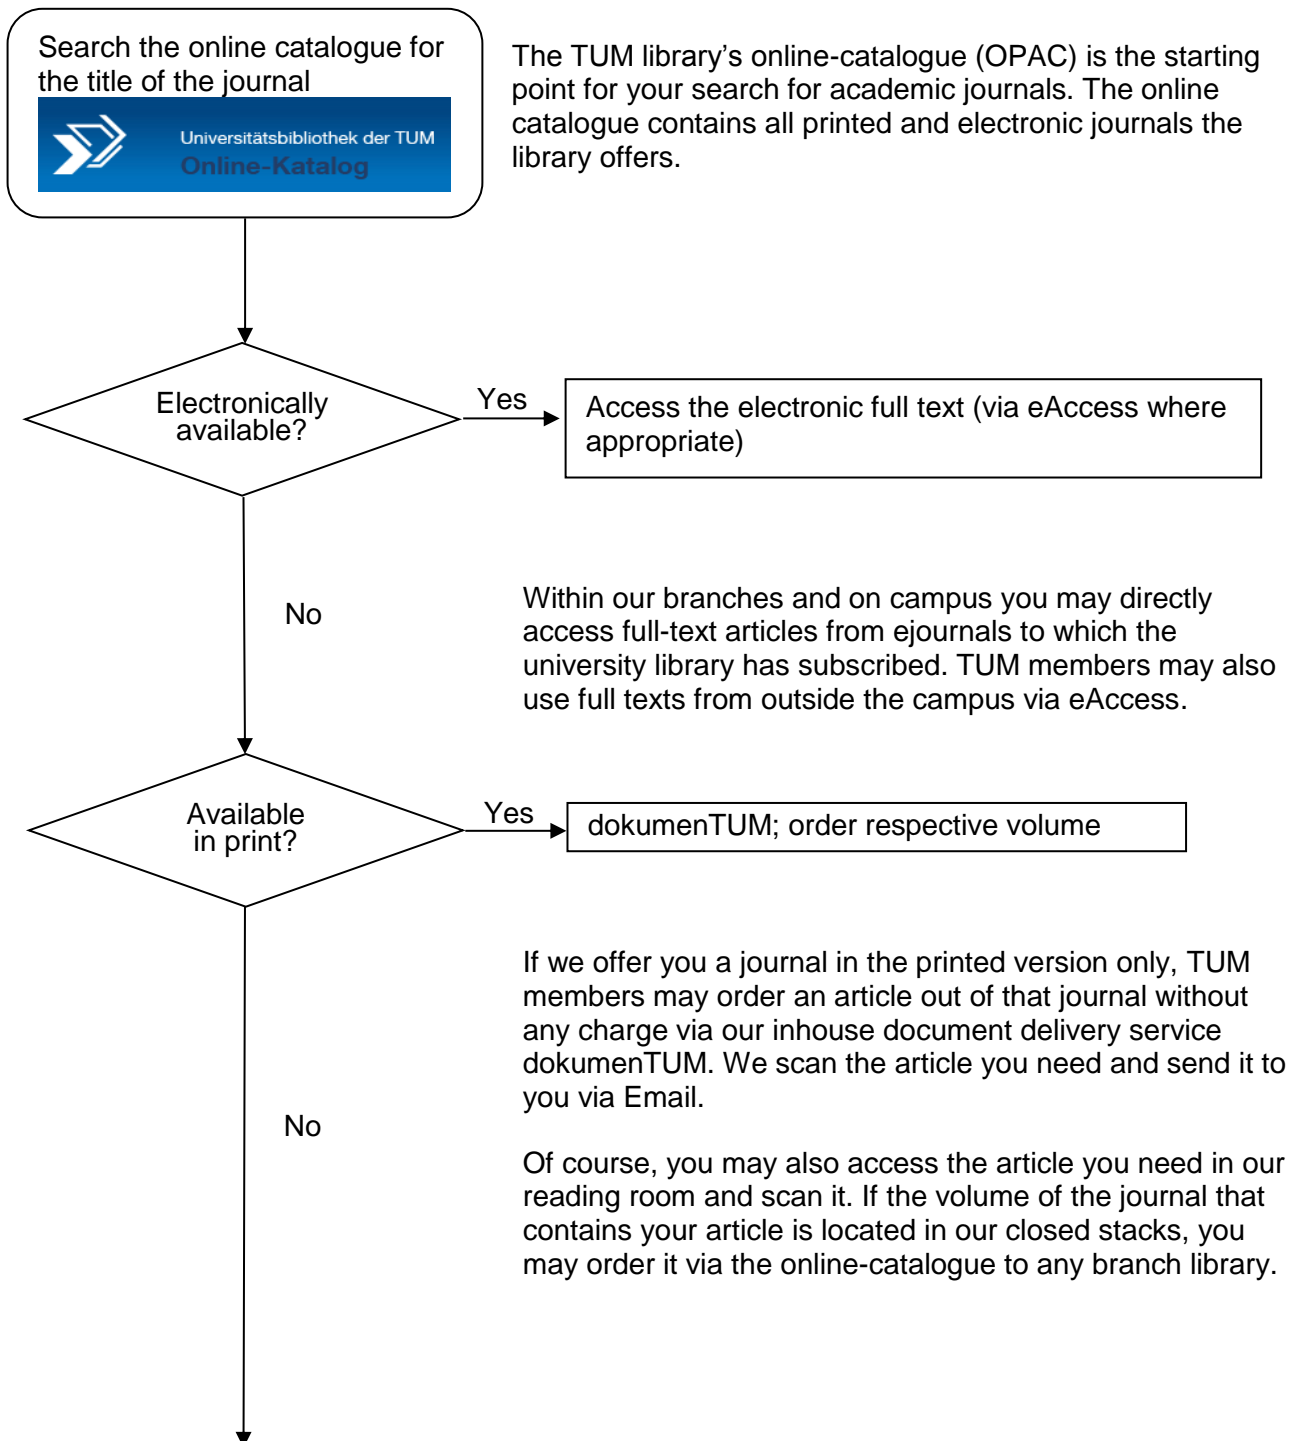 Search the online catalogue for
the title of the journal
Universitätsbibliothek der TUM
Online-Katalog
The TUM library's online-catalogue (OPAC) is the starting
point for your search for academic journals. The online
catalogue contains all printed and electronic journals the
library offers.
Electronically
available?
Yes
Access the electronic full text (via eAccess where
appropriate)
No
Within our branches and on campus you may directly
access full-text articles from ejournals to which the
university library has subscribed. TUM members may also
use full texts from outside the campus via eAccess.
Available
in print?
Yes
dokumenTUM; order respective volume
If we offer you a journal in the printed version only, TUM
members may order an article out of that journal without
any charge via our inhouse document delivery service
dokumenTUM. We scan the article you need and send it to
you via Email.
No
Of course, you may also access the article you need in our
reading room and scan it. If the volume of the journal that
contains your article is located in our closed stacks, you
may order it via the online-catalogue to any branch library.